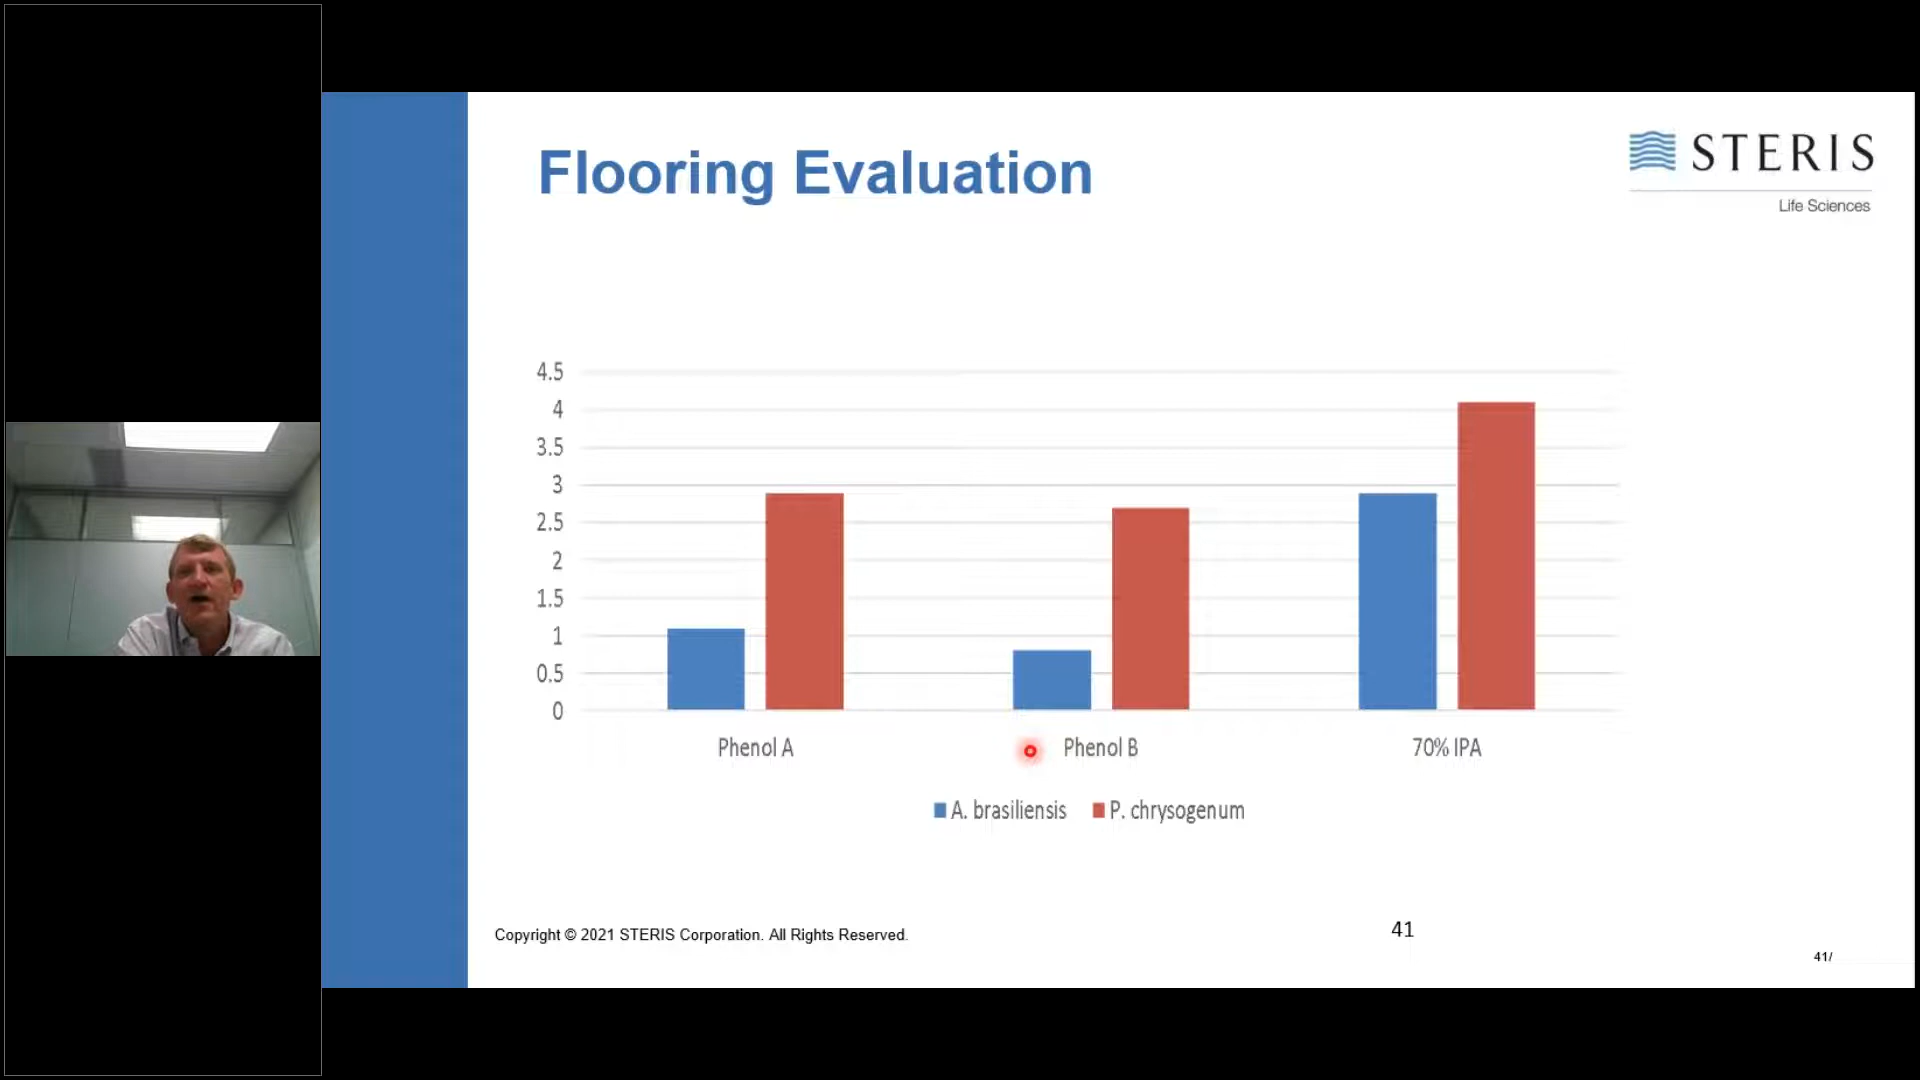 Flooring Evaluation
STERIS
Life Sciences
4.5
4
3.5
3
2.5
2
1.5
1
0.5
0
Phenol A
Phenol B
70% IPA
A. brasiliensis
P. chrysogenum
Copyright © 2021 STERIS Corporation. All Rights Reserved.
41
41/